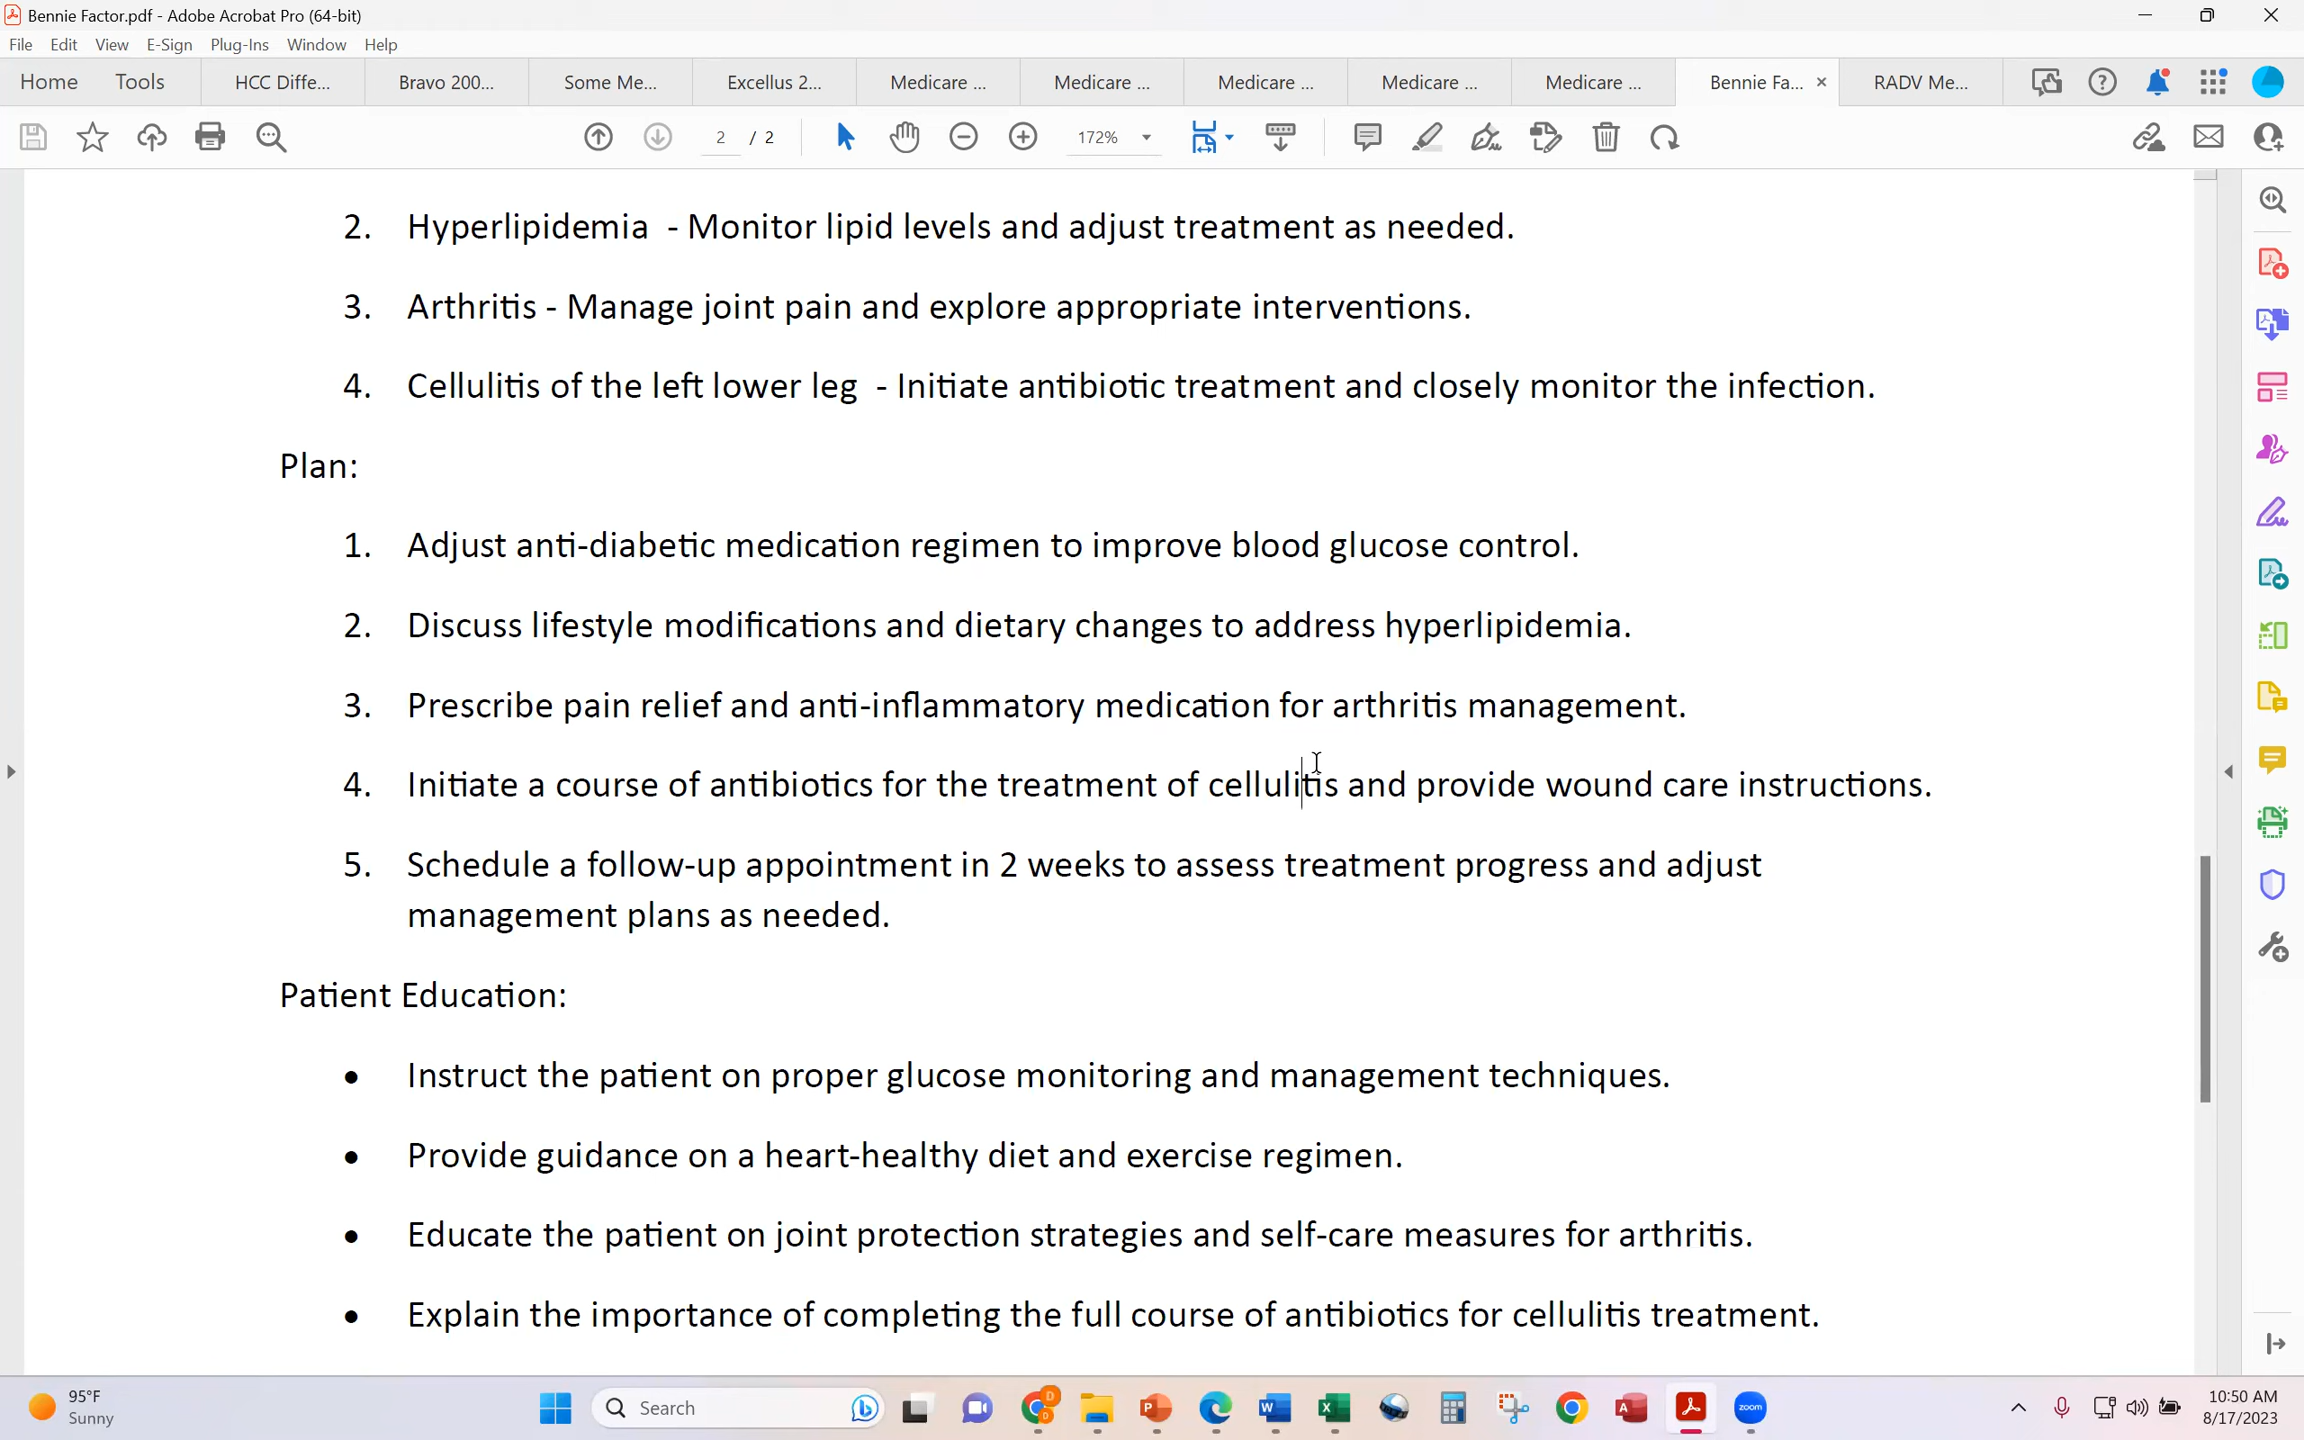 Bennie Factor.pdf - Adobe Acrobat Pro (64-bit)
File Edit View E-Sign Plug-Ins Window Help
Home Tools HCC Diffe... Bravo 200... Some Me... Excellus 2... Medicare ... Medicare ... Medicare ... Medicare ... Medicare ... Bennie Fa... × RADV Me...
2 / 2 172%
2. Hyperlipidemia - Monitor lipid levels and adjust treatment as needed.
3. Arthritis - Manage joint pain and explore appropriate interventions.
4. Cellulitis of the left lower leg - Initiate antibiotic treatment and closely monitor the infection.
Plan:
1. Adjust anti-diabetic medication regimen to improve blood glucose control.
2. Discuss lifestyle modifications and dietary changes to address hyperlipidemia.
3. Prescribe pain relief and anti-inflammatory medication for arthritis management.
4. Initiate a course of antibiotics for the treatment of cellulitis and provide wound care instructions.
5. Schedule a follow-up appointment in 2 weeks to assess treatment progress and adjust
management plans as needed.
Patient Education:
• Instruct the patient on proper glucose monitoring and management techniques.
• Provide guidance on a heart-healthy diet and exercise regimen.
• Educate the patient on joint protection strategies and self-care measures for arthritis.
• Explain the importance of completing the full course of antibiotics for cellulitis treatment.
95°F
Sunny
Search
zoom
10:50 AM
8/17/2023